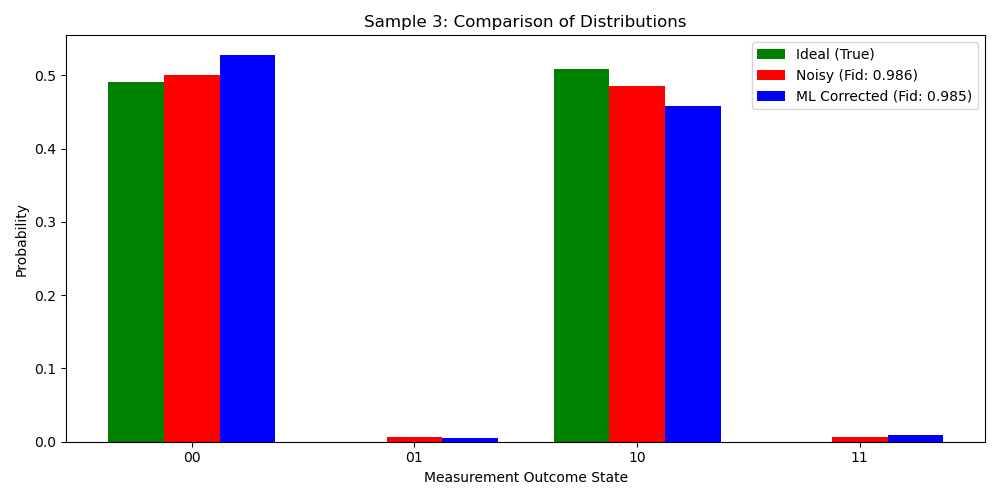 Sample 3: Comparison of Distributions
Ideal (True)
Noisy (Fid: 0.986)
ML Corrected (Fid: 0.985)
Probability
0.5
0.4
0.3
0.2
0.1
0.0
00
01
10
11
Measurement Outcome State